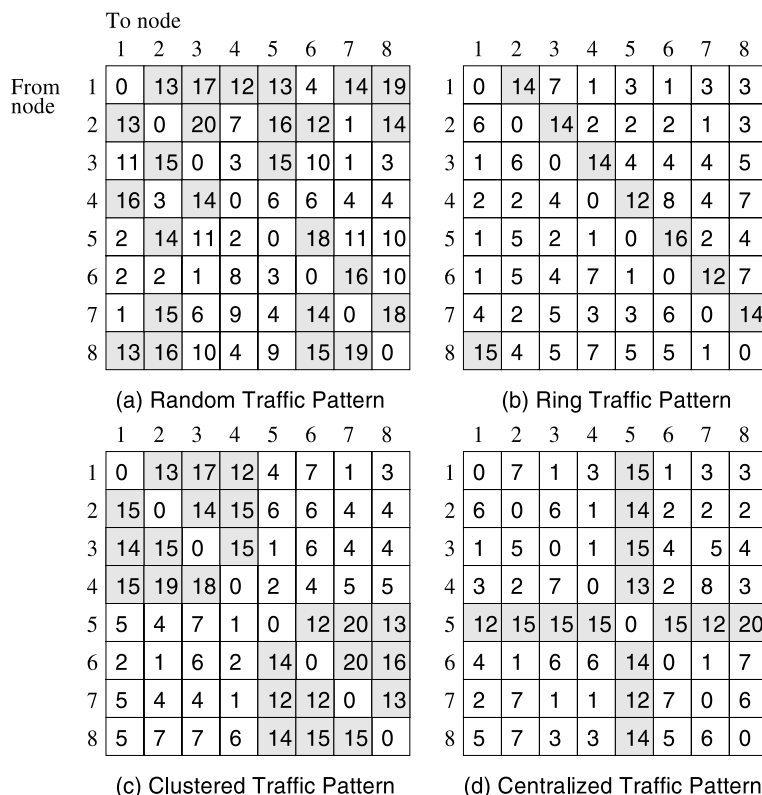 To node
1 2 3 4 5 6 7 8
From node
1 0 13 17 12 13 4 14 19
2 13 0 20 7 16 12 1 14
3 11 15 0 3 15 10 1 3
4 16 3 14 0 6 6 4 4
5 2 14 11 2 0 18 11 10
6 2 2 1 8 3 0 16 10
7 1 15 6 9 4 14 0 18
8 13 16 10 4 9 15 19 0
(a) Random Traffic Pattern
1 2 3 4 5 6 7 8
1 0 14 7 1 3 1 3 3
2 6 0 14 2 2 2 1 3
3 1 6 0 14 4 4 4 5
4 2 2 4 0 12 8 4 7
5 1 5 2 1 0 16 2 4
6 1 5 4 7 1 0 12 7
7 4 2 5 3 3 6 0 14
8 15 4 5 7 5 5 1 0
(b) Ring Traffic Pattern
1 2 3 4 5 6 7 8
1 0 13 17 12 4 7 1 3
2 15 0 14 15 6 6 4 4
3 14 15 0 15 1 6 4 4
4 15 19 18 0 2 4 5 5
5 5 4 7 1 0 12 20 13
6 2 1 6 2 14 0 20 16
7 5 4 4 1 12 12 0 13
8 5 7 7 6 14 15 15 0
(c) Clustered Traffic Pattern
1 2 3 4 5 6 7 8
1 0 7 1 3 15 1 3 3
2 6 0 6 1 14 2 2 2
3 1 5 0 1 15 4 5 4
4 3 2 7 0 13 2 8 3
5 12 15 15 15 0 15 12 20
6 4 1 6 6 14 0 1 7
7 2 7 1 1 12 7 0 6
8 5 7 3 3 14 5 6 0
(d) Centralized Traffic Pattern